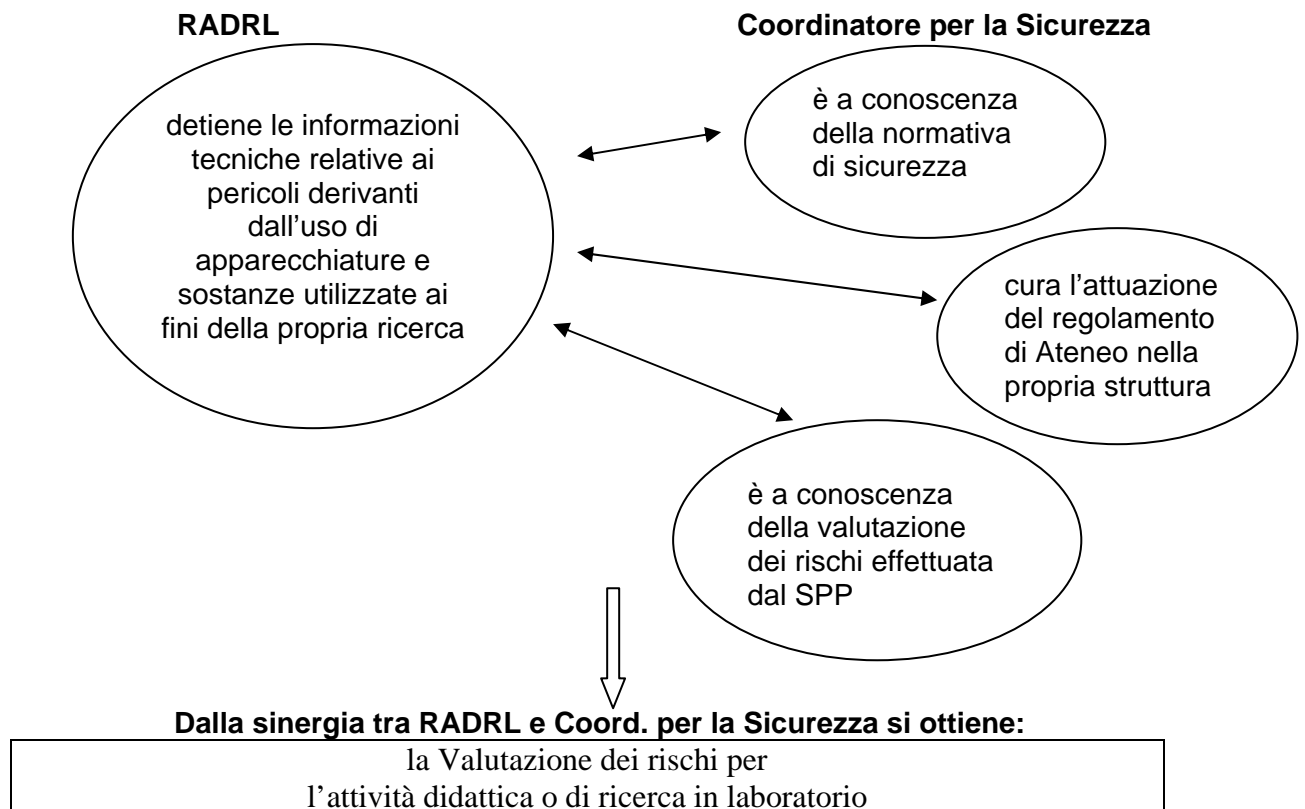 RADRL
Coordinatore per la Sicurezza
detiene le informazioni
tecniche relative ai
pericoli derivanti
dall’uso di
apparecchiature e
sostanze utilizzate ai
fini della propria ricerca
è a conoscenza
della normativa
di sicurezza
cura l’attuazione
del regolamento
di Ateneo nella
propria struttura
è a conoscenza
della valutazione
dei rischi effettuata
dal SPP
Dalla sinergia tra RADRL e Coord. per la Sicurezza si ottiene:
la Valutazione dei rischi per
l’attività didattica o di ricerca in laboratorio